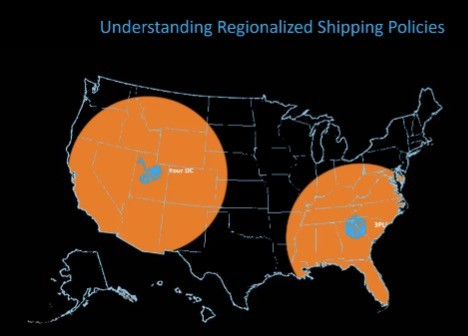 Understanding Regionalized Shipping Policies
Your DC
3PL